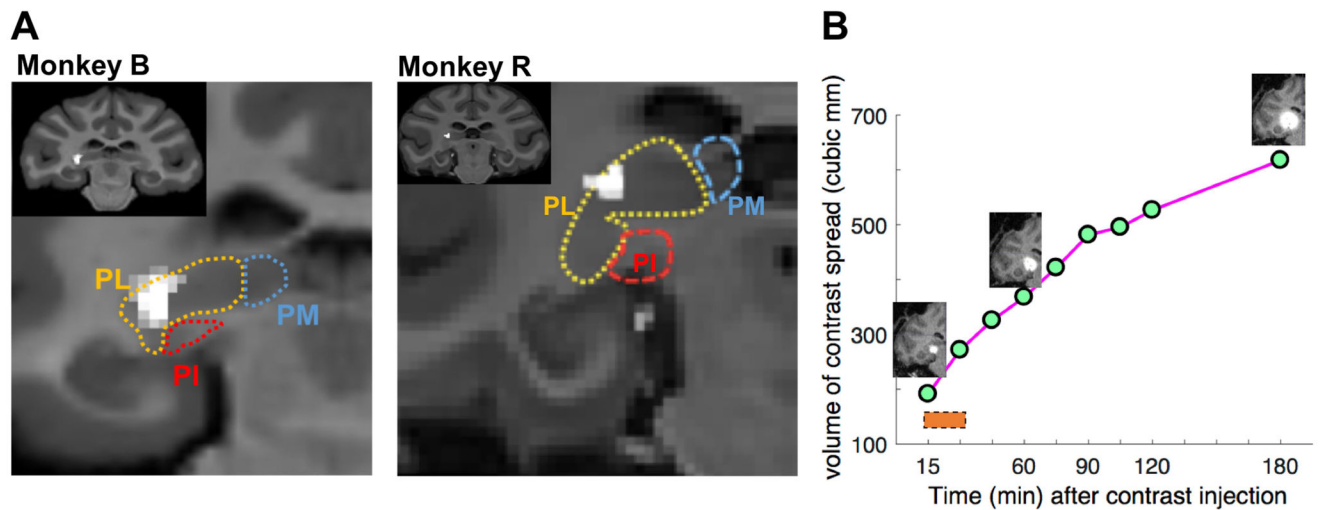 A
B
Monkey B
Monkey R
PL
PM
PI
PL
PM
PI
volume of contrast spread (cubic mm)
700
500
300
100
15
60
90
120
180
Time (min) after contrast injection